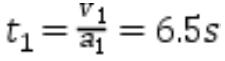 t₁ = v₁/a₁ = 6.5s